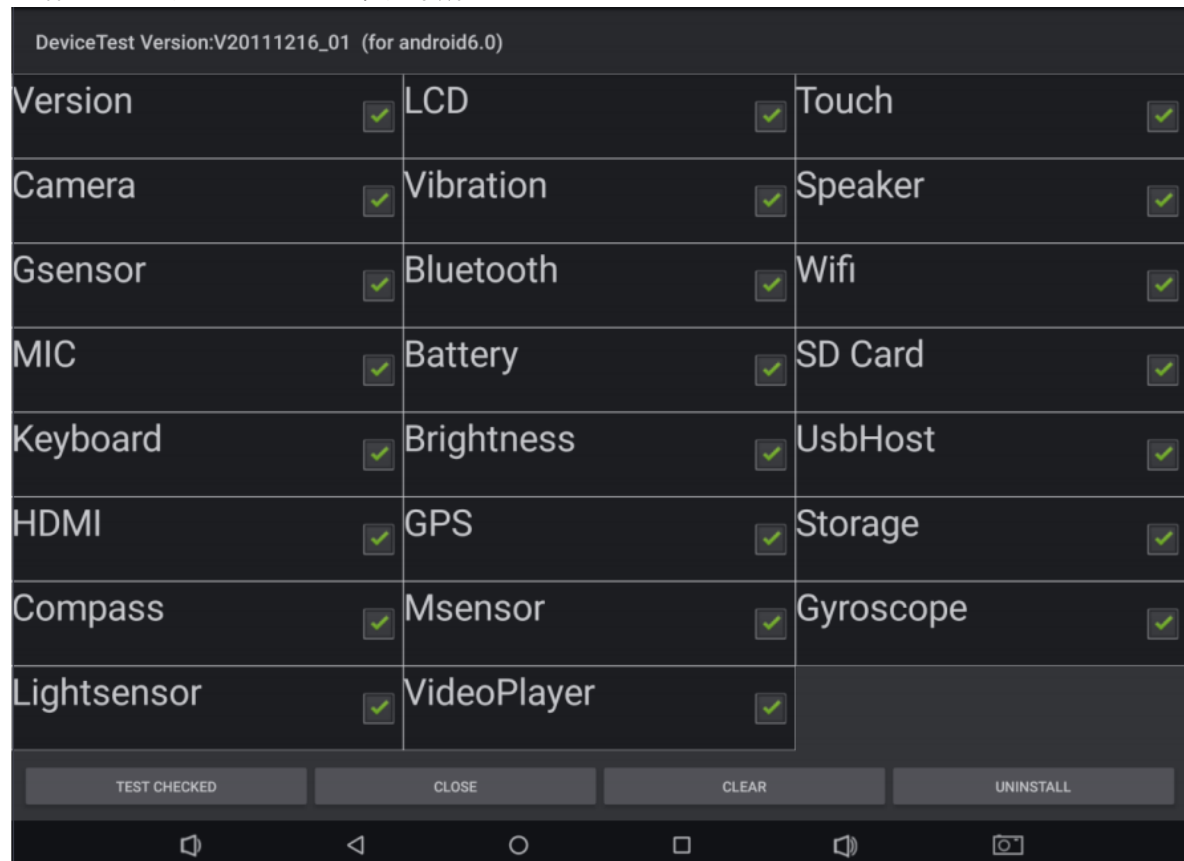 DeviceTest Version:V20111216_01 (for android6.0)
Version LCD Touch
Camera Vibration Speaker
Gsensor Bluetooth Wifi
MIC Battery SD Card
Keyboard Brightness UsbHost
HDMI GPS Storage
Compass Msensor Gyroscope
Lightsensor VideoPlayer
TEST CHECKED CLOSE CLEAR UNINSTALL